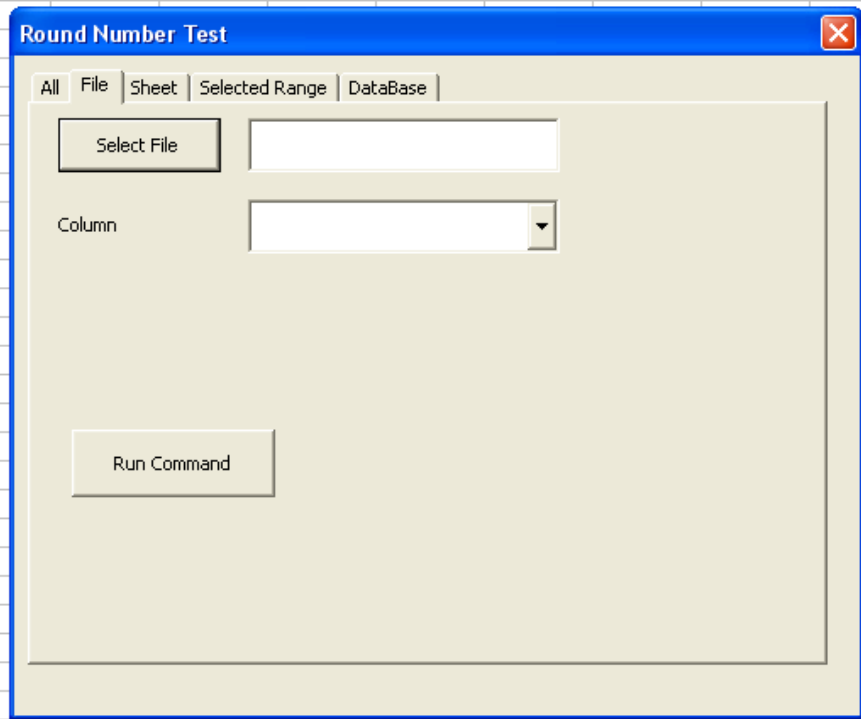 Round Number Test
All File Sheet Selected Range DataBase
Select File
Column
Run Command